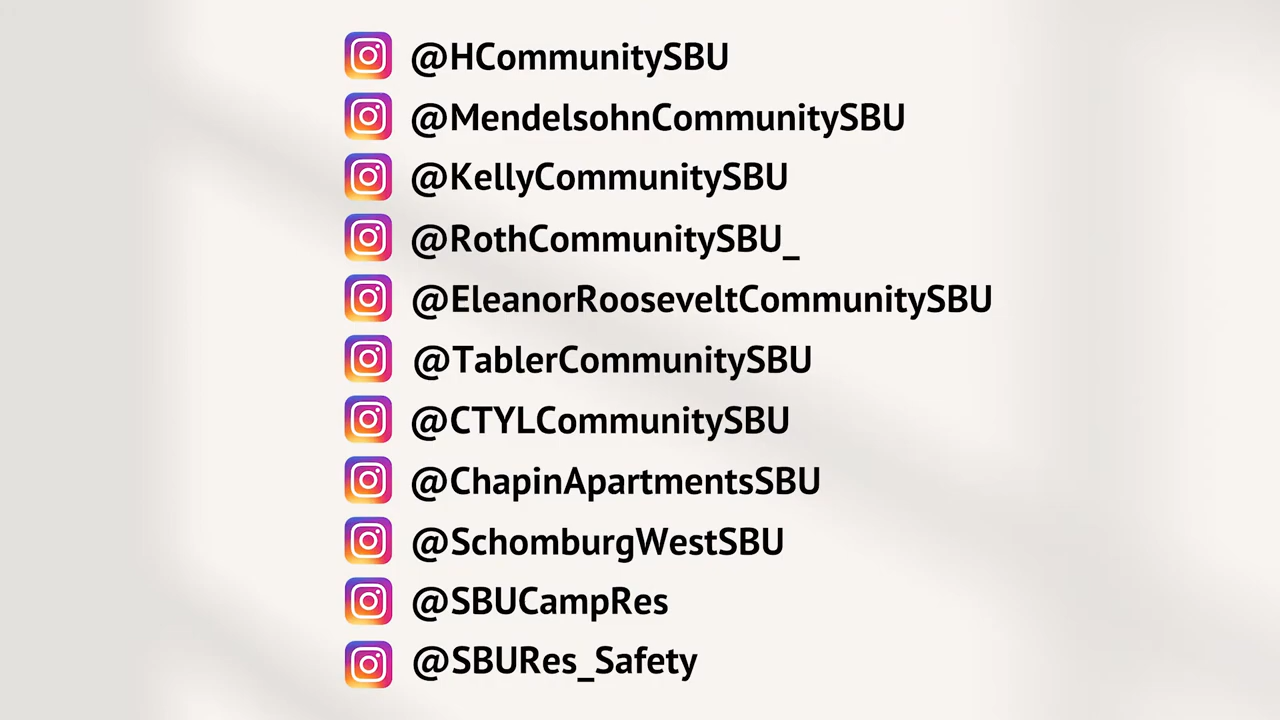 @HCommunitySBU
@MendelsohnCommunitySBU
@KellyCommunitySBU
@RothCommunitySBU_
@EleanorRooseveltCommunitySBU
@TablerCommunitySBU
@CTYLCommunitySBU
@ChapinApartmentsSBU
@SchomburgWestSBU
@SBUCampRes
@SBURes_Safety